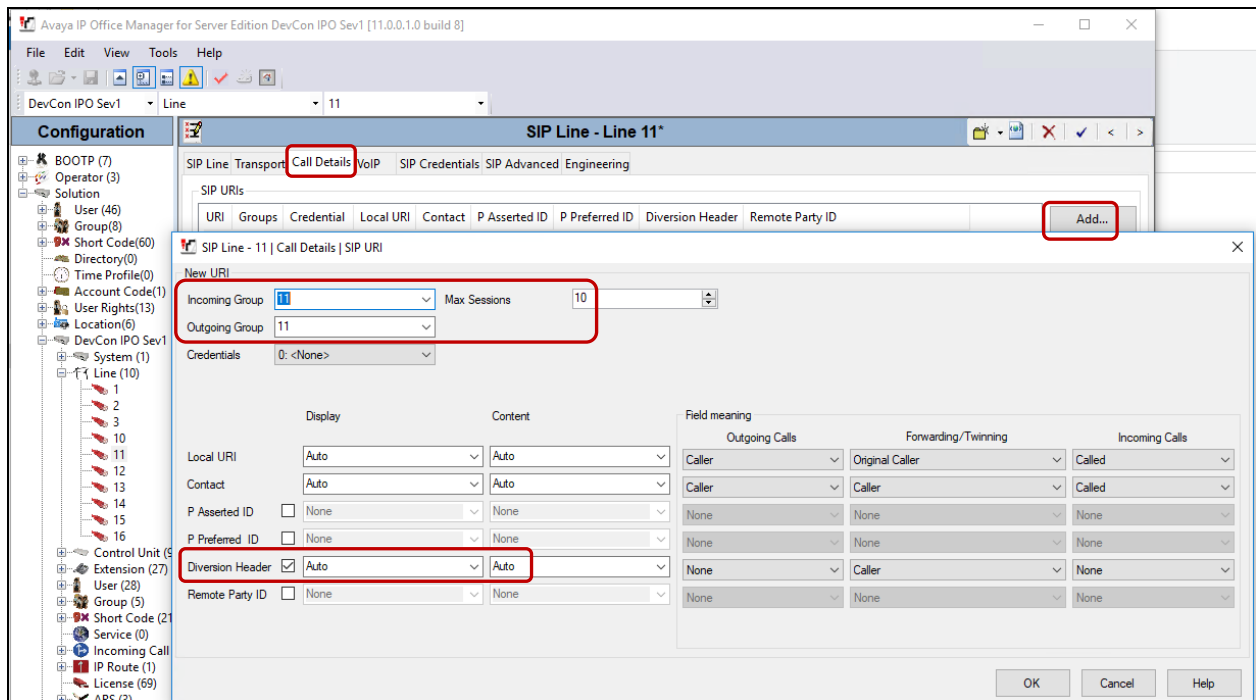 Avaya IP Office Manager for Server Edition DevCon IPO Sev1 [11.0.0.1.0 build 8]
File Edit View Tools Help
DevCon IPO Sev1 Line 11
Configuration
SIP Line - Line 11*
BOOTP (7)
Operator (3)
Solution
User (46)
Group(8)
Short Code(60)
Directory(0)
Time Profile(0)
Account Code(1)
User Rights(13)
Location(6)
DevCon IPO Sev1
System (1)
Line (10)
1
2
3
10
11
12
13
14
15
16
Control Unit (9
Extension (27)
User (28)
Group (5)
Short Code (21
Service (0)
Incoming Call
IP Route (1)
License (69)
ARS (3)
SIP Line Transport Call Details VoIP SIP Credentials SIP Advanced Engineering
SIP URIs
URI Groups Credential Local URI Contact P Asserted ID P Preferred ID Diversion Header Remote Party ID
Add...
SIP Line - 11 | Call Details | SIP URI
New URI
Incoming Group 11 Max Sessions 10
Outgoing Group 11
Credentials 0: <None>
Display Content Field meaning
Outgoing Calls Forwarding/Twinning Incoming Calls
Local URI Auto Auto Caller Original Caller Called
Contact Auto Auto Caller Caller Called
P Asserted ID None None None None None
P Preferred ID None None None None None
Diversion Header Auto Auto None Caller None
Remote Party ID None None None None None
OK Cancel Help